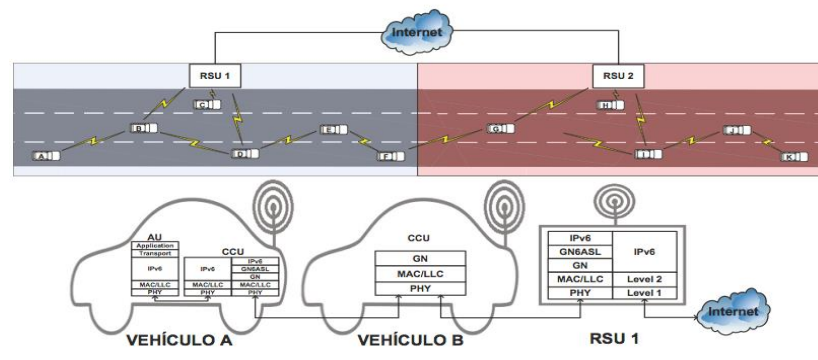 Internet
RSU 1
RSU 2
C
H
B
G
E
J
A
D
F
I
K
AU
Application
Transport
IPv6
MAC/LLC
PHY
CCU
IPv6
MAC/LLC
PHY
IPv6
GN6ASL
GN
MAC/LLC
PHY
VEHÍCULO A
CCU
GN
MAC/LLC
PHY
VEHÍCULO B
IPv6
GN6ASL
GN
MAC/LLC
PHY
IPv6
Level 2
Level 1
RSU 1
Internet